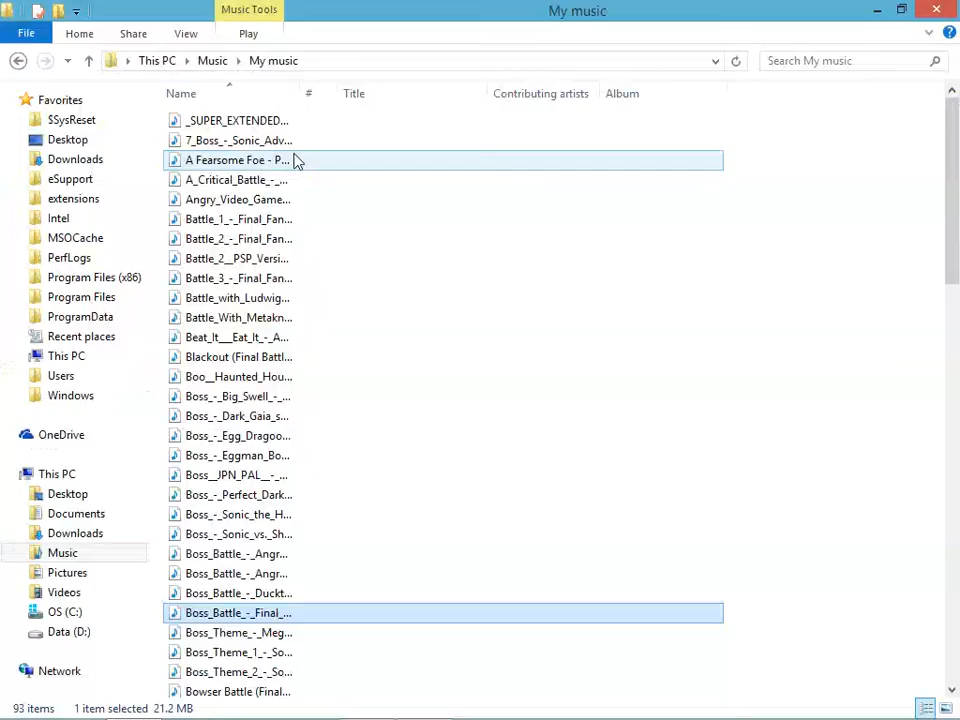 Music Tools
My music
File
Home
Share
View
Play
This PC
Music
My music
Search My music
Name
#
Title
Contributing artists
Album
Favorites
$SysReset
Desktop
Downloads
eSupport
extensions
Intel
MSOCache
PerfLogs
Program Files (x86)
Program Files
ProgramData
Recent places
This PC
Users
Windows
OneDrive
This PC
Desktop
Documents
Downloads
Music
Pictures
Videos
OS (C:)
Data (D:)
Network
_SUPER_EXTENDED...
7_Boss_-_Sonic_Adv...
A Fearsome Foe - P...
A_Critical_Battle_-_...
Angry_Video_Game...
Battle_1_-_Final_Fan...
Battle_2_-_Final_Fan...
Battle_2__PSP_Versi...
Battle_3_-_Final_Fan...
Battle_with_Ludwig...
Battle_With_Metakn...
Beat_It___Eat_It_-_A...
Blackout (Final Battl...
Boo__Haunted_Hou...
Boss_-_Big_Swell_-_...
Boss_-_Dark_Gaia_s...
Boss_-_Egg_Dragoo...
Boss_-_Eggman_Bo...
Boss__JPN_PAL__-_...
Boss_-_Perfect_Dark...
Boss_-_Sonic_the_H...
Boss_-_Sonic_vs._Sh...
Boss_Battle_-_Angr...
Boss_Battle_-_Angr...
Boss_Battle_-_Duckt...
Boss_Battle_-_Final_...
Boss_Theme_-_Meg...
Boss_Theme_1_-_So...
Boss_Theme_2_-_So...
Bowser Battle (Final...
93 items
1 item selected 21.2 MB